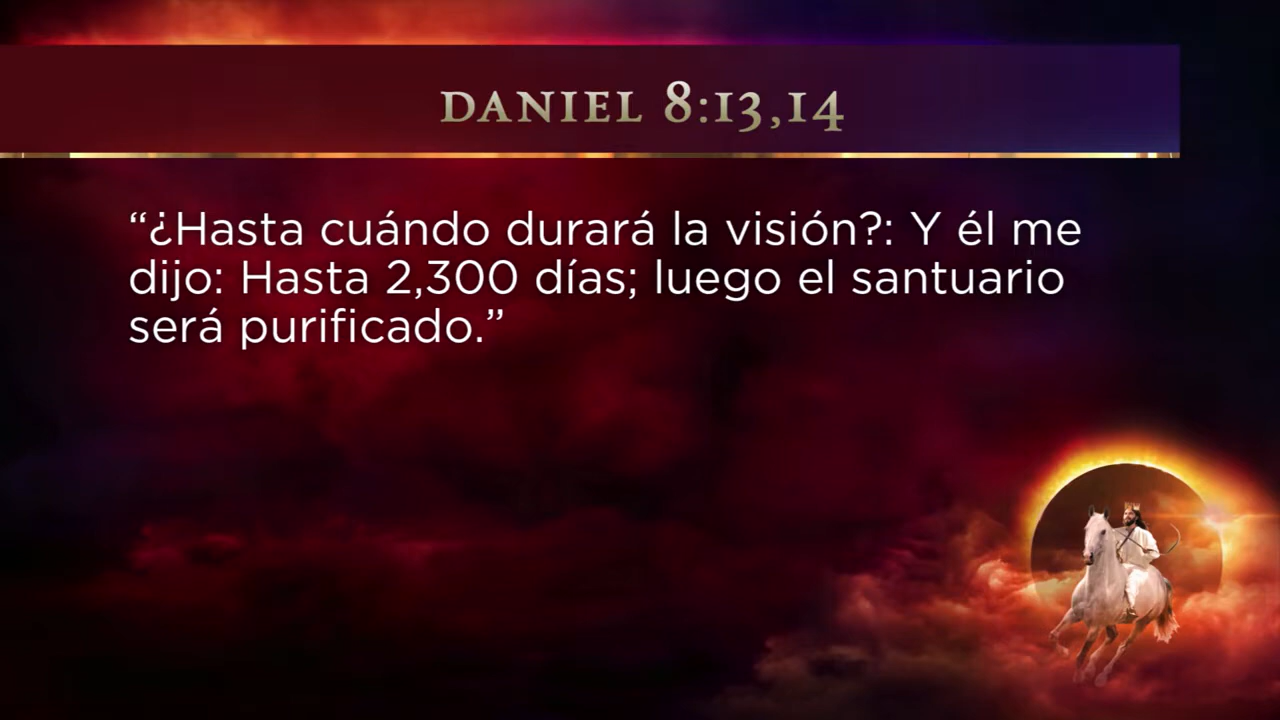 DANIEL 8:13,14
“¿Hasta cuándo durará la visión?: Y él me
dijo: Hasta 2,300 días; luego el santuario
será purificado.”